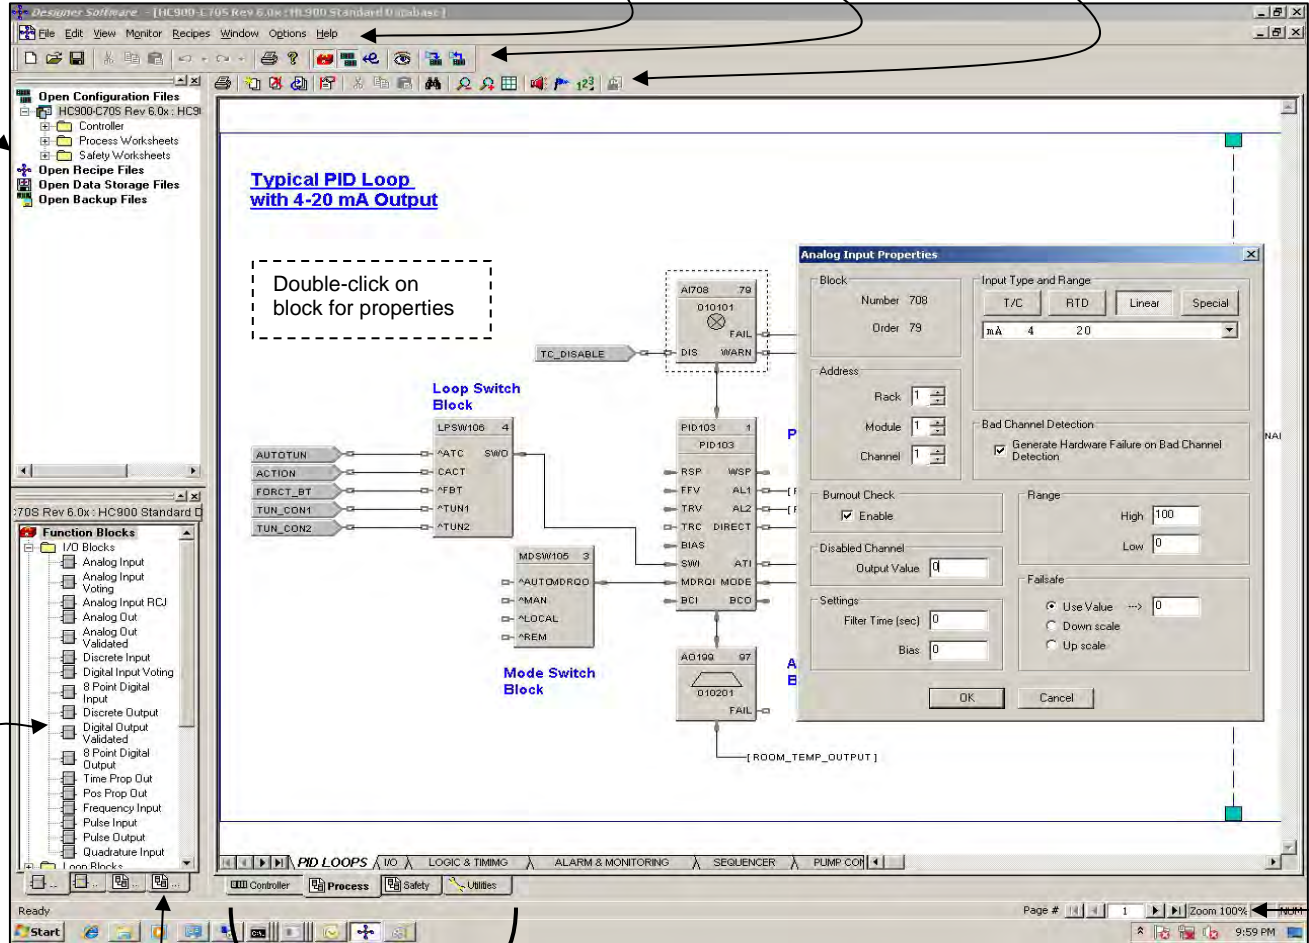 Designer Software - [HC900-C70S Rev 6.0x : HC900 Standard Database]
File Edit View Monitor Recipes Window Options Help
Open Configuration Files
HC900-C70S Rev 6.0x : HC9
Controller
Process Worksheets
Safety Worksheets
Open Recipe Files
Open Data Storage Files
Open Backup Files
:70S Rev 6.0x : HC900 Standard D
Function Blocks
I/O Blocks
Analog Input
Analog Input
Voting
Analog Input RCJ
Analog Out
Analog Out
Validated
Discrete Input
Digital Input Voting
8 Point Digital
Input
Discrete Output
Digital Output
Validated
8 Point Digital
Output
Time Prop Out
Pos Prop Out
Frequency Input
Pulse Input
Pulse Output
Quadrature Input
Loop Blocks
Typical PID Loop
with 4-20 mA Output
Double-click on
block for properties
TC_DISABLE
AI708 79
010101
FAIL
DIS WARN
Loop Switch
Block
LPSW106 4
^ATC SWO
CACT
^FBT
^TUN1
^TUN2
AUTOTUN
ACTION
FORCT_BT
TUN_CON1
TUN_CON2
MDSW105 3
^AUTOMDRQO
^MAN
^LOCAL
^REM
Mode Switch
Block
PID103 1
PID103
RSP WSP
FFV AL1
TRV AL2
TRC DIRECT
BIAS
SWI ATI
MDRQI MODE
BCI BCO
P
[F
[F
NAL
AO199 97
010201
FAIL
A
B
[ROOM_TEMP_OUTPUT]
Analog Input Properties
Block
Number 708
Order 79
Address
Rack 1
Module 1
Channel 1
Burnout Check
Enable
Disabled Channel
Output Value 0
Settings
Filter Time (sec) 0
Bias 0
Input Type and Range
T/C RTD Linear Special
mA 4 20
Bad Channel Detection
Generate Hardware Failure on Bad Channel
Detection
Range
High 100
Low 0
Failsafe
Use Value ---> 0
Down scale
Up scale
OK Cancel
PID LOOPS I/O LOGIC & TIMIMG ALARM & MONITORING SEQUENCER PUMP CON
Controller Process Safety Utilities
Ready
Page # 1 Zoom 100% NUM
Start
9:59 PM